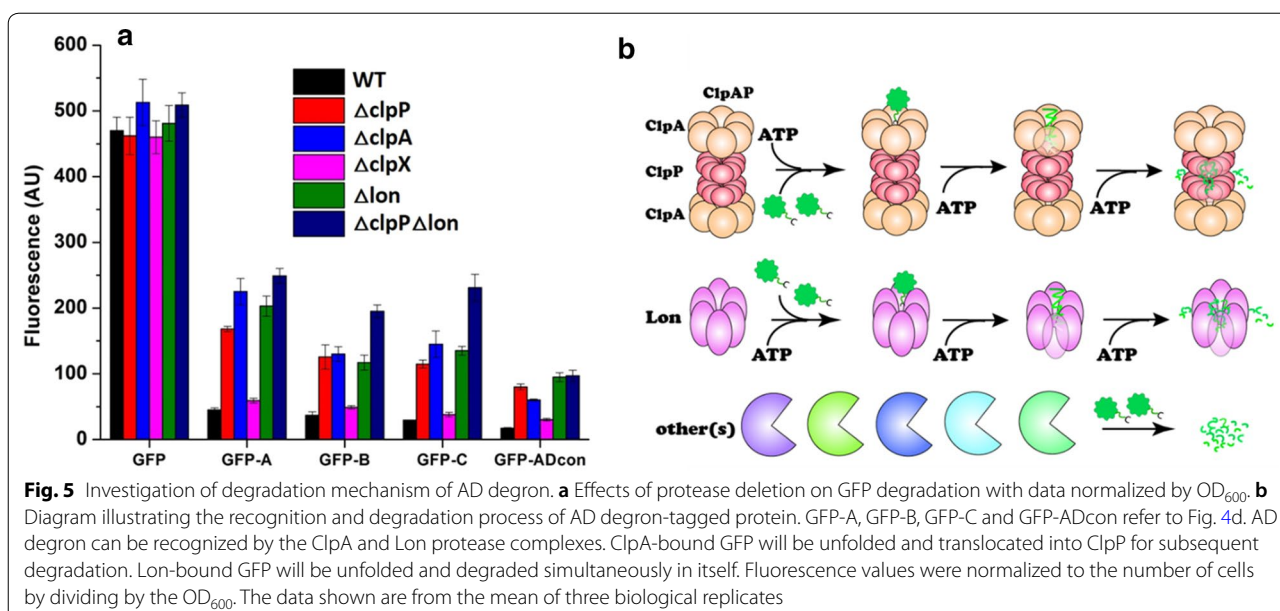 a
600
500
400
300
200
100
0
Fluorescence (AU)
WT
ΔclpP
ΔclpA
ΔclpX
Δlon
ΔclpPΔlon
GFP GFP-A GFP-B GFP-C GFP-ADcon
b
ClpAP
ClpA
ClpP
ClpA
ATP
ATP
ATP
Lon
ATP
ATP
ATP
other(s)
Fig. 5 Investigation of degradation mechanism of AD degron. a Effects of protease deletion on GFP degradation with data normalized by OD600. b
Diagram illustrating the recognition and degradation process of AD degron-tagged protein. GFP-A, GFP-B, GFP-C and GFP-ADcon refer to Fig. 4d. AD
degron can be recognized by the ClpA and Lon protease complexes. ClpA-bound GFP will be unfolded and translocated into ClpP for subsequent
degradation. Lon-bound GFP will be unfolded and degraded simultaneously in itself. Fluorescence values were normalized to the number of cells
by dividing by the OD600. The data shown are from the mean of three biological replicates